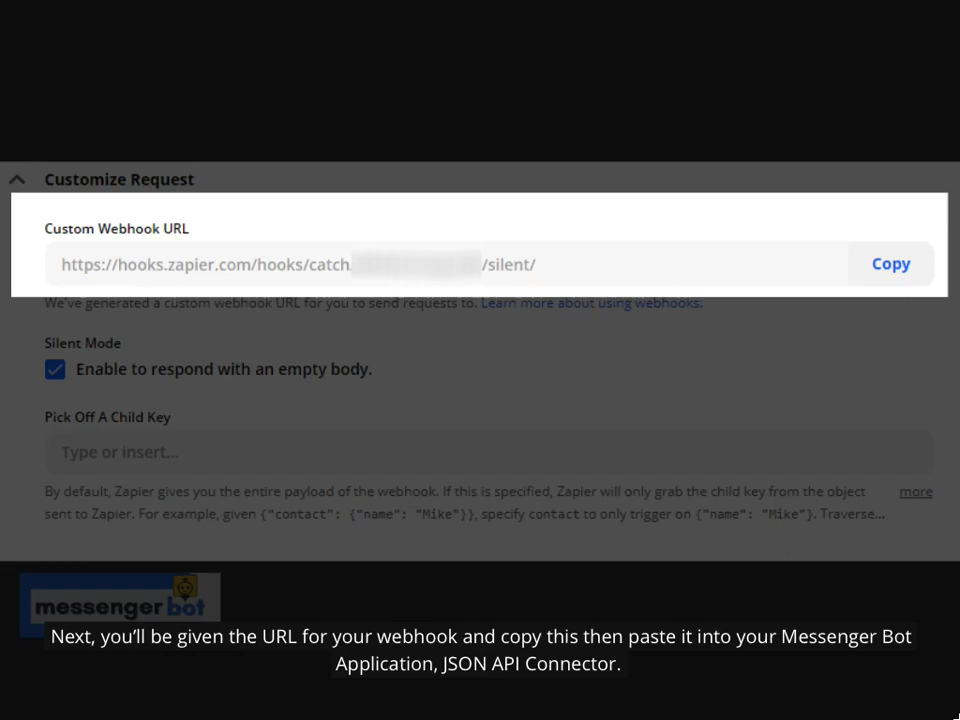 Customize Request
Custom Webhook URL
https://hooks.zapier.com/hooks/catch/ /silent/
Copy
We've generated a custom webhook URL for you to send requests to. Learn more about using webhooks.
Silent Mode
Enable to respond with an empty body.
Pick Off A Child Key
Type or insert...
By default, Zapier gives you the entire payload of the webhook. If this is specified, Zapier will only grab the child key from the object
more
sent to Zapier. For example, given {"contact": {"name": "Mike"}}, specify contact to only trigger on {"name": "Mike"}. Traverse...
messenger bot
Next, you’ll be given the URL for your webhook and copy this then paste it into your Messenger Bot
Application, JSON API Connector.